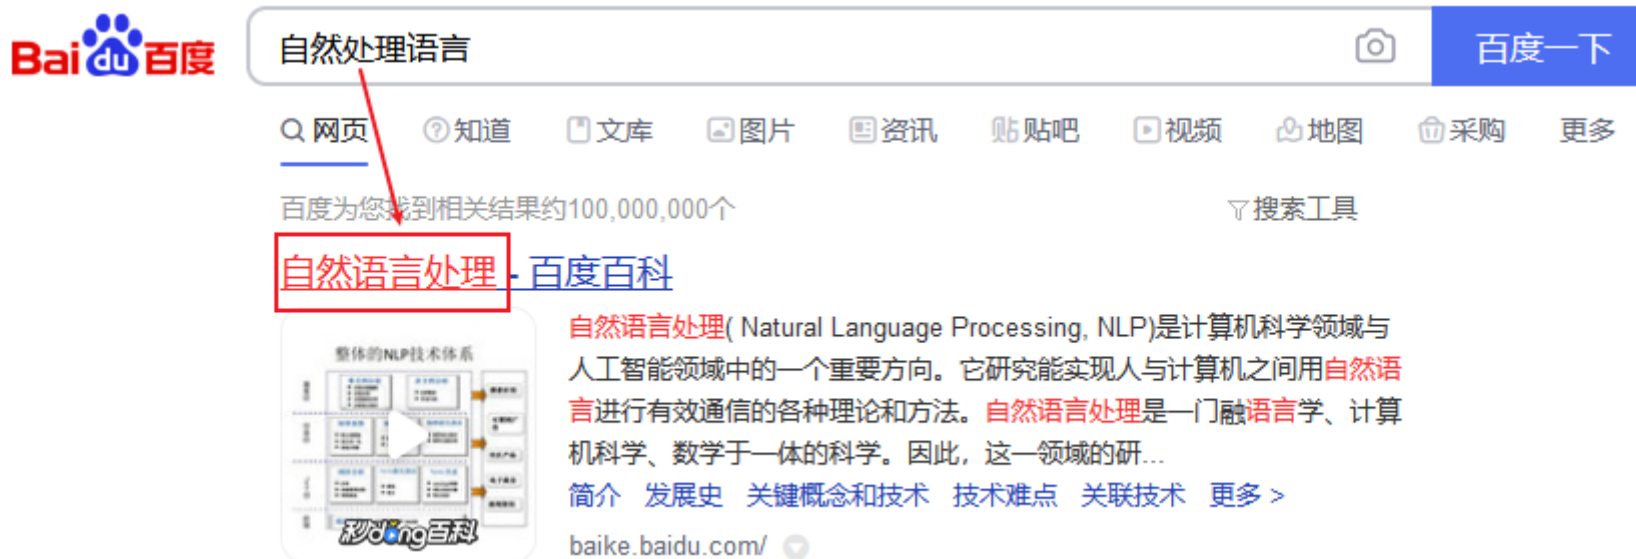 Bai du 百度
自然处理语言
百度一下
网页 知道 文库 图片 资讯 贴 贴吧 视频 地图 采购 更多
百度为您找到相关结果约100,000,000个
搜索工具
自然语言处理 - 百度百科
整体的NLP技术体系
秒dong百科
自然语言处理( Natural Language Processing, NLP)是计算机科学领域与
人工智能领域中的一个重要方向。它研究能实现人与计算机之间用自然语
言进行有效通信的各种理论和方法。自然语言处理是一门融语言学、计算
机科学、数学于一体的科学。因此,这一领域的研...
简介 发展史 关键概念和技术 技术难点 关联技术 更多 >
baike.baidu.com/